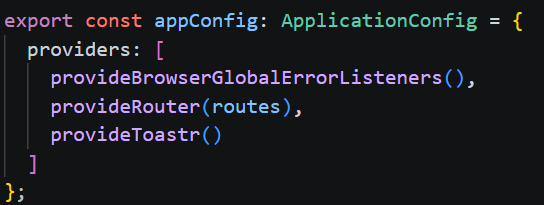 export const appConfig: ApplicationConfig = {
  providers: [
    provideBrowserGlobalErrorListeners(),
    provideRouter(routes),
    provideToastr()
  ]
};